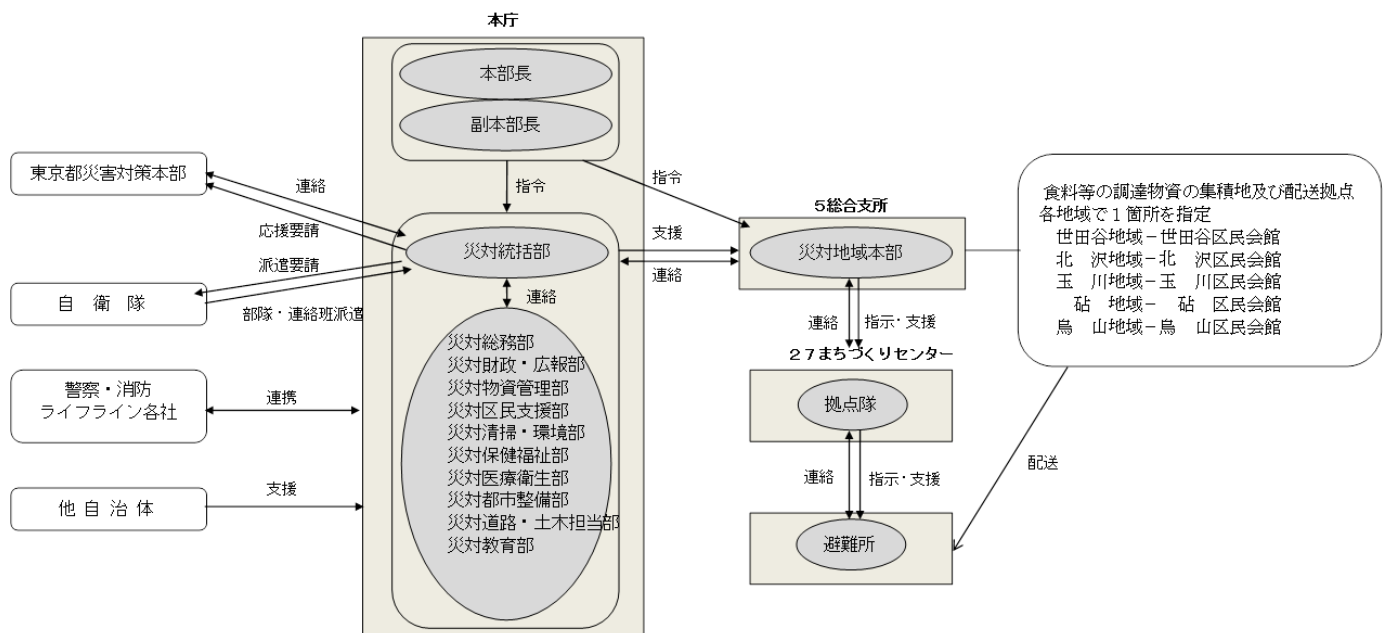 本庁
本部長
副本部長
東京都災害対策本部
連絡
指令
指令
5総合支所
食料等の調達物資の集積地及び配送拠点
各地域で1箇所を指定
世田谷地域－世田谷区民会館
北　沢地域－北　沢区民会館
玉　川地域－玉　川区民会館
砧　地域－　砧　区民会館
烏　山地域－烏　山区民会館
応援要請
災対統括部
支援
災対地域本部
派遣要請
連絡
自　衛　隊
部隊・連絡班派遣
連絡
連絡
指示・支援
27まちづくりセンター
災対総務部
災対財政・広報部
災対物資管理部
災対区民支援部
災対清掃・環境部
災対保健福祉部
災対医療衛生部
災対都市整備部
災対道路・土木担当部
災対教育部
警察・消防
ライフライン各社
連携
拠点隊
連絡
指示・支援
配送
他 自 治 体
支援
避難所